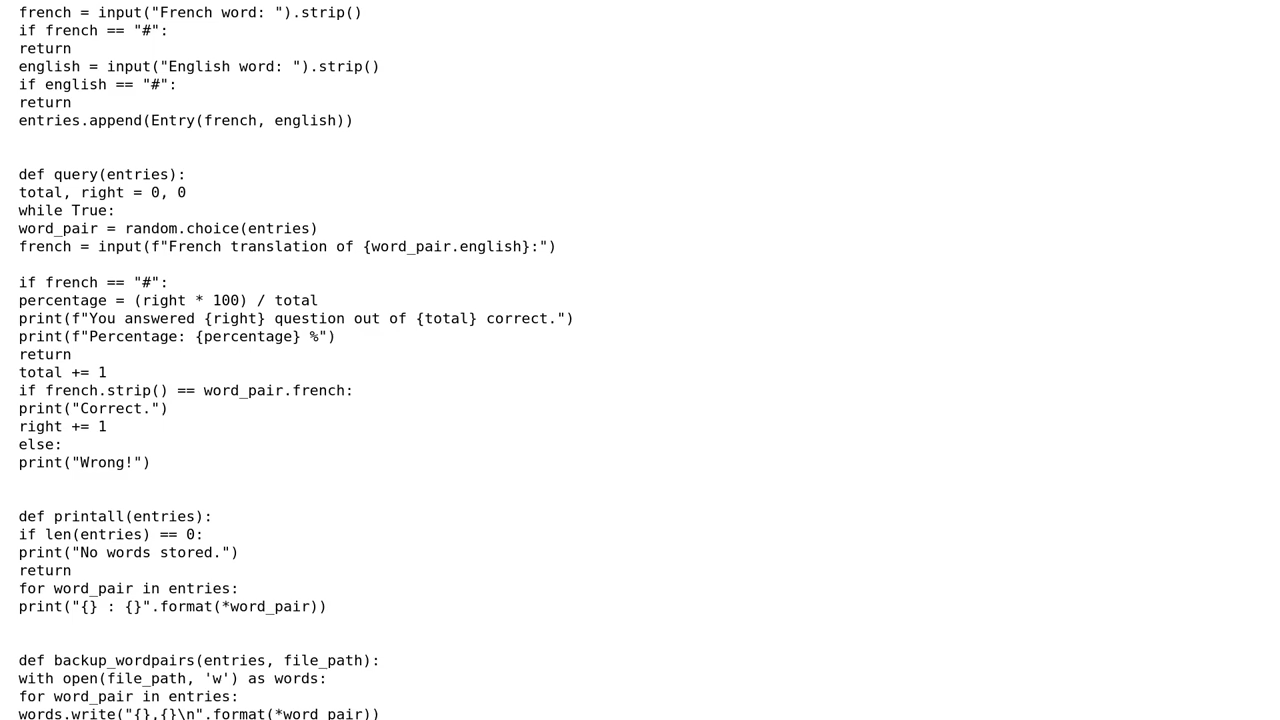 french = input("French word: ").strip()
if french == "#":
return
english = input("English word: ").strip()
if english == "#":
return
entries.append(Entry(french, english))
def query(entries):
total, right = 0, 0
while True:
word_pair = random.choice(entries)
french = input(f"French translation of {word_pair.english}:")
if french == "#":
percentage = (right * 100) / total
print(f"You answered {right} question out of {total} correct.")
print(f"Percentage: {percentage} %")
return
total += 1
if french.strip() == word_pair.french:
print("Correct.")
right += 1
else:
print("Wrong!")
def printall(entries):
if len(entries) == 0:
print("No words stored.")
return
for word_pair in entries:
print("{} : {}".format(*word_pair))
def backup_wordpairs(entries, file_path):
with open(file_path, 'w') as words:
for word_pair in entries:
words.write("{},{}\n".format(*word_pair))